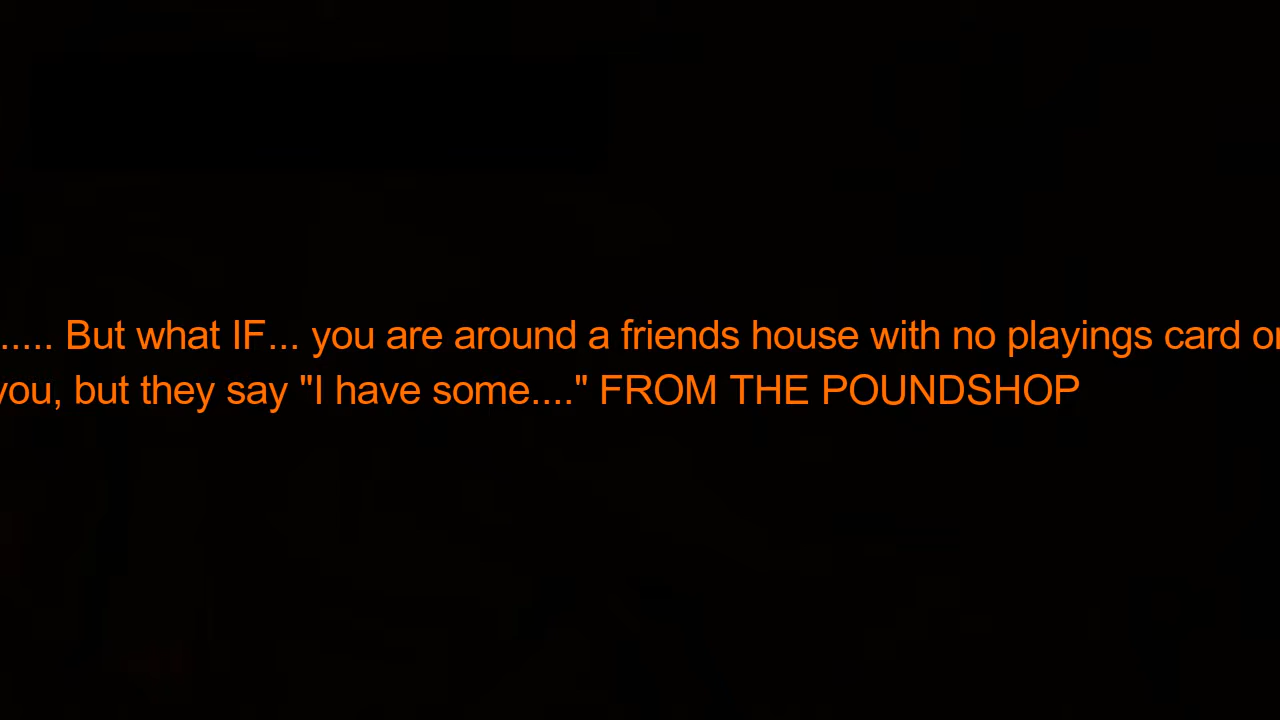 ..... But what IF... you are around a friends house with no playings card on
you, but they say "I have some...." FROM THE POUNDSHOP